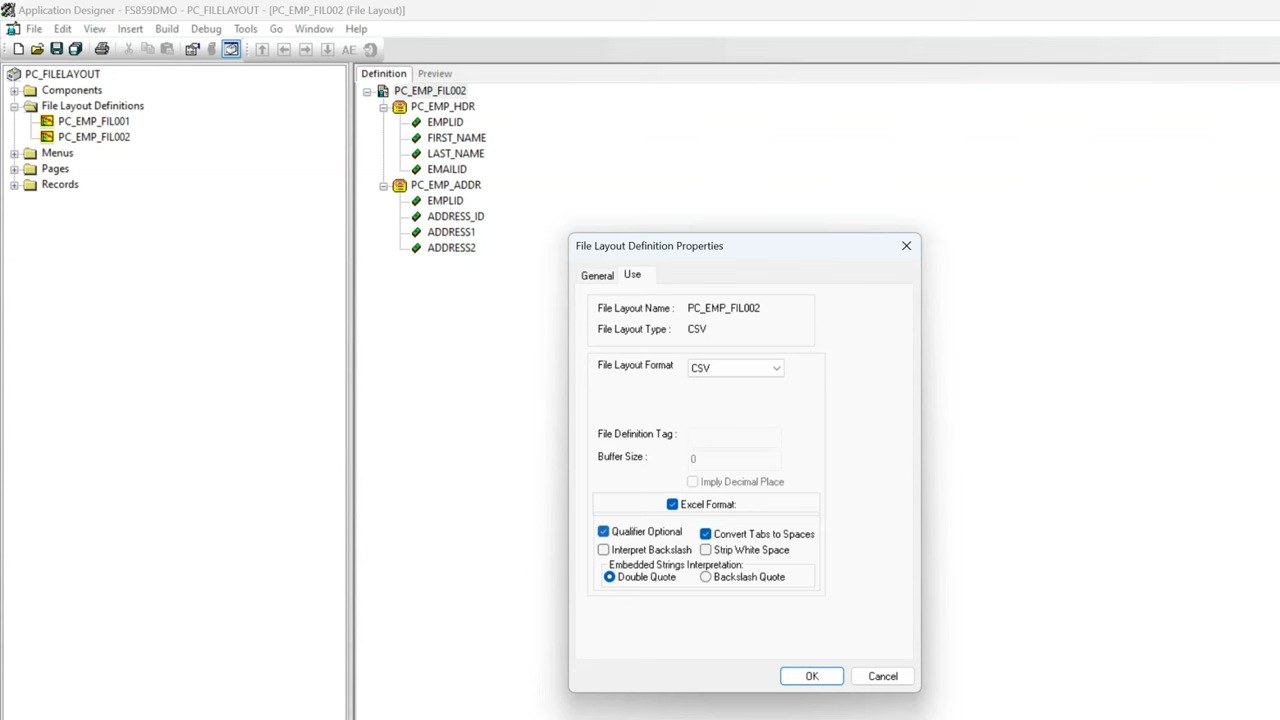 Application Designer - FS859DMO - PC_FILELAYOUT - [PC_EMP_FIL002 (File Layout)]
File Edit View Insert Build Debug Tools Go Window Help
AE
PC_FILELAYOUT
Components
File Layout Definitions
PC_EMP_FIL001
PC_EMP_FIL002
Menus
Pages
Records
Definition Preview
PC_EMP_FIL002
PC_EMP_HDR
EMPLID
FIRST_NAME
LAST_NAME
EMAILID
PC_EMP_ADDR
EMPLID
ADDRESS_ID
ADDRESS1
ADDRESS2
File Layout Definition Properties
General Use
File Layout Name : PC_EMP_FIL002
File Layout Type : CSV
File Layout Format CSV
File Definition Tag :
Buffer Size : 0
Imply Decimal Place
Excel Format:
Qualifier Optional Convert Tabs to Spaces
Interpret Backslash Strip White Space
Embedded Strings Interpretation:
Double Quote Backslash Quote
OK Cancel